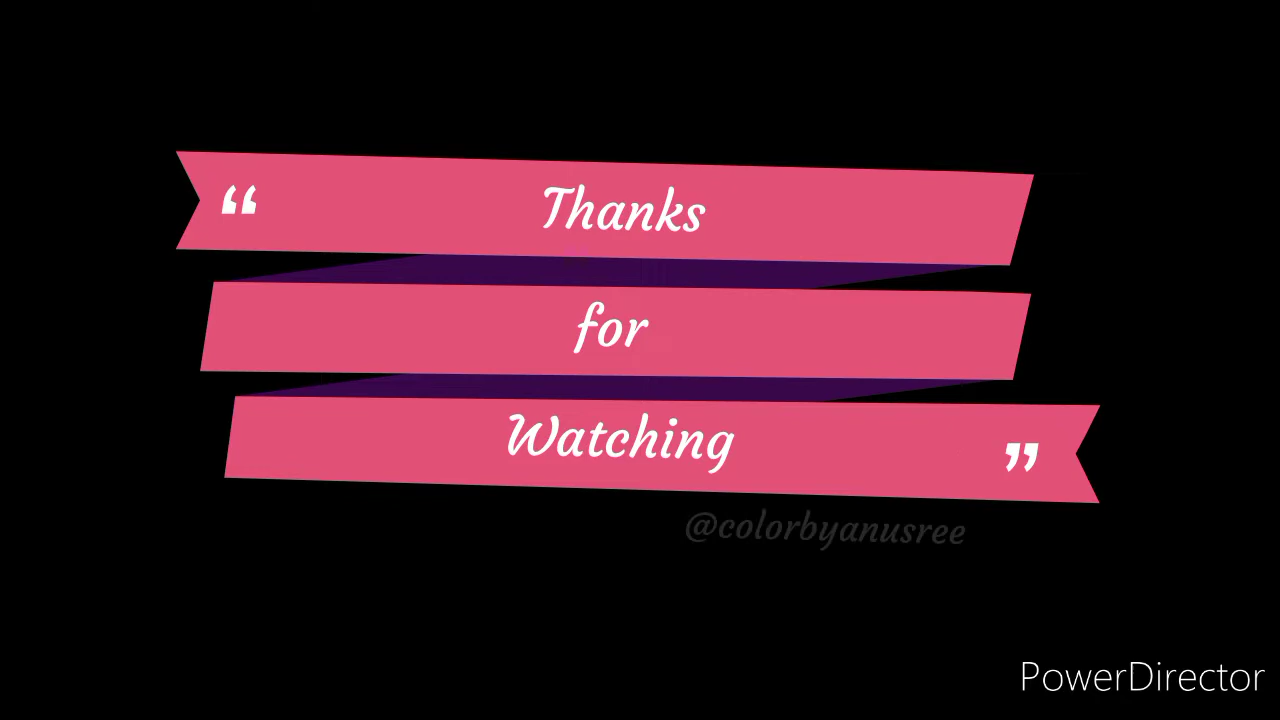 “ Thanks
for
Watching ”
@colorbyanusree
PowerDirector